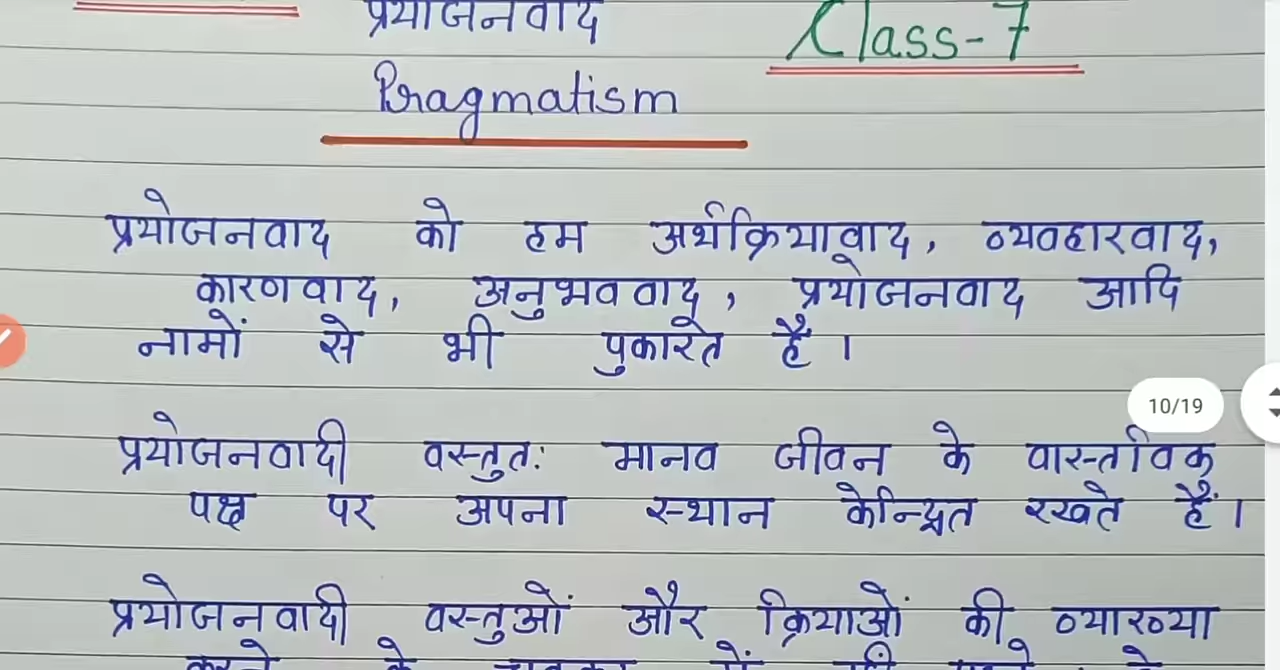 प्रयोजनवाद
Class-7
Pragmatism
प्रयोजनवाद को हम अर्थक्रियावाद, व्यवहारवाद,
कारणवाद, अनुभववाद, प्रयोजनवाद आदि
नामों से भी पुकारते है।
10/19
प्रयोजनवादी वस्तुत: मानव जीवन के वास्तविक
पक्ष पर अपना स्थान केन्द्रित रखते हैं।
प्रयोजनवादी वस्तुओं और क्रियाओं की व्याख्या
करने के में